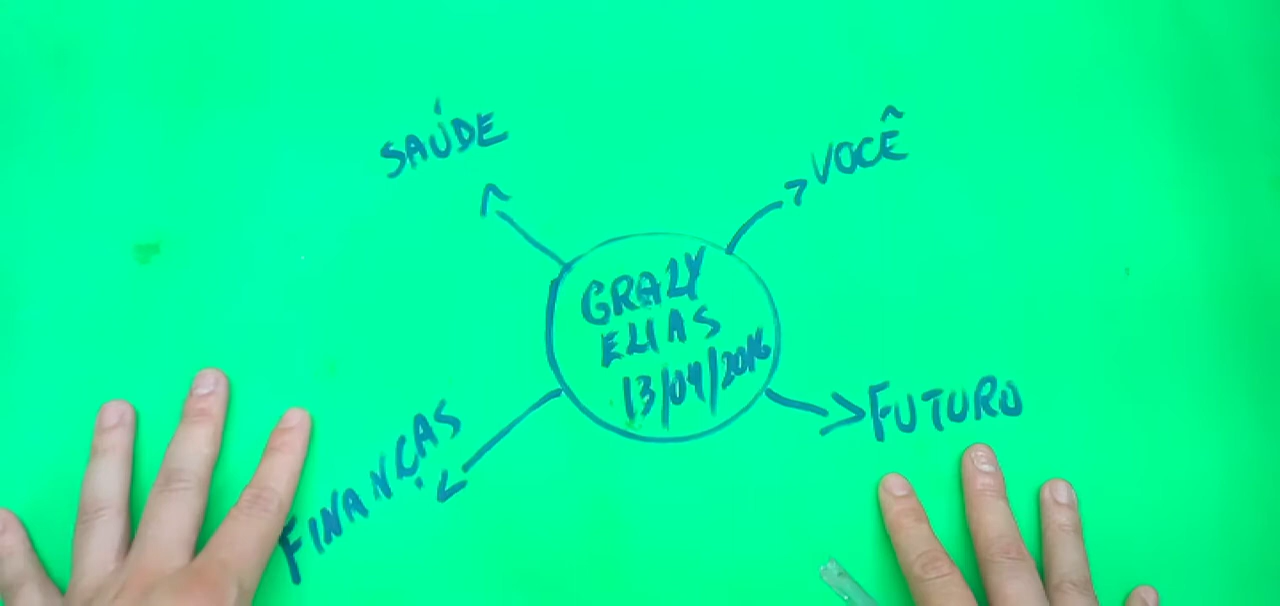 SAÚDE
VOCÊ
GRAZY
ELIAS
13/04/2016
FUTURO
FINANÇAS